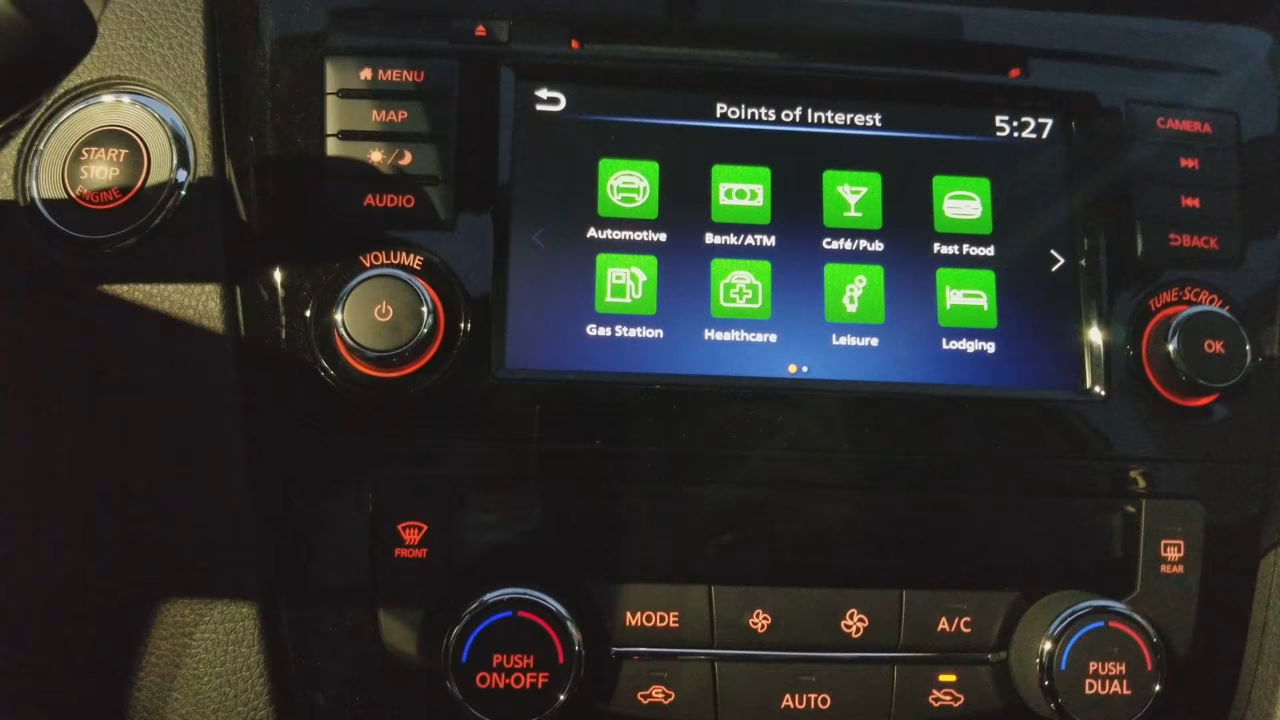 MENU
MAP
AUDIO
START
STOP
ENGINE
VOLUME
Points of Interest
5:27
Automotive
Bank/ATM
Café/Pub
Fast Food
Gas Station
Healthcare
Leisure
Lodging
CAMERA
BACK
TUNE·SCROLL
OK
FRONT
REAR
PUSH
ON·OFF
MODE
A/C
AUTO
PUSH
DUAL